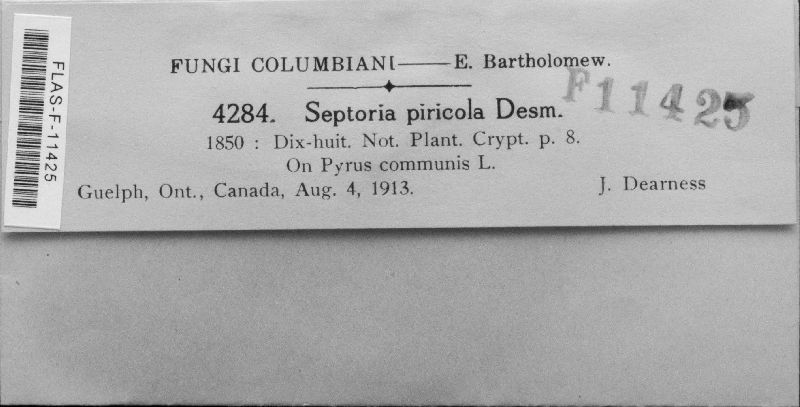 FLAS-F-11425
FUNGI COLUMBIANI——E. Bartholomew.
F11425
4284. Septoria piricola Desm.
1850 : Dix-huit. Not. Plant. Crypt. p. 8.
On Pyrus communis L.
Guelph, Ont., Canada, Aug. 4, 1913. J. Dearness